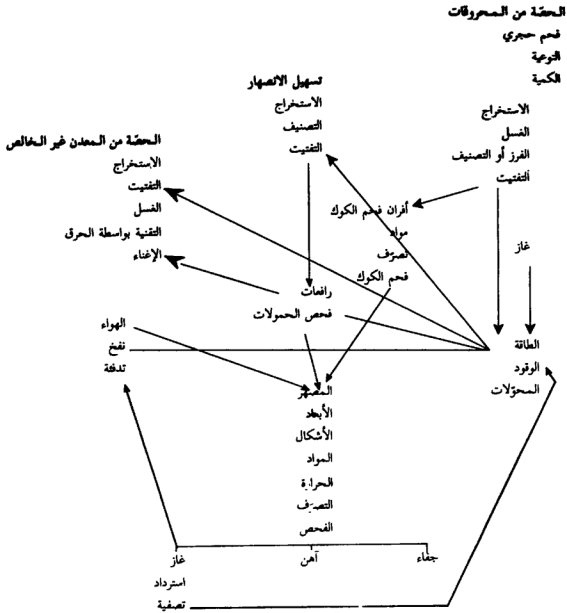 الحصّة من المحروقات
فحم حجري
النوعية
الكمية
الاستخراج
الغسل
الفرز أو التصنيف
التفتيت
غاز
الطاقة
الوقود
المحوّلات
تسهيل الانصهار
الاستخراج
التصنيف
التفتيت
أفران فحم الكوك
مواد
تصرّف
فحم الكوك
رافعات
فحص الحمولات
الحصّة من المعدن غير الخالص
الاستخراج
التفتيت
الغسل
التقنية بواسطة الحرق
الإغناء
الهواء
نفخ
تدفئة
المصهر
الأبعاد
الأشكال
المواد
الحرارة
التصرّف
الفحص
جفاء
آهن
غاز
استرداد
تصفية